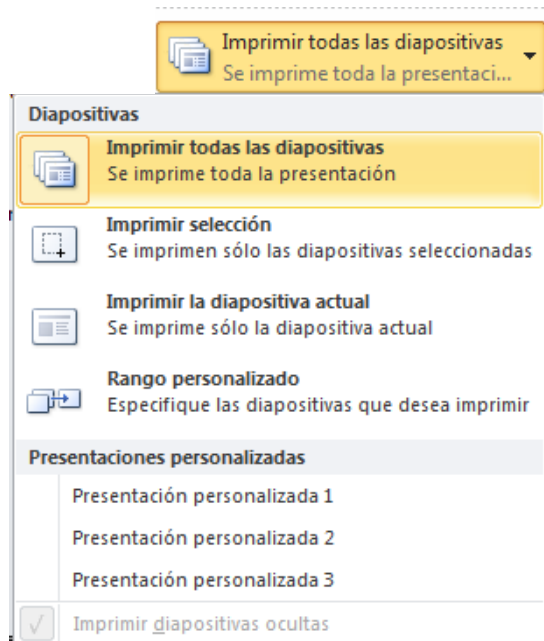 Imprimir todas las diapositivas
Se imprime toda la presentaci...
Diapositivas
Imprimir todas las diapositivas
Se imprime toda la presentación
Imprimir selección
Se imprimen sólo las diapositivas seleccionadas
Imprimir la diapositiva actual
Se imprime sólo la diapositiva actual
Rango personalizado
Especifique las diapositivas que desea imprimir
Presentaciones personalizadas
Presentación personalizada 1
Presentación personalizada 2
Presentación personalizada 3
Imprimir diapositivas ocultas